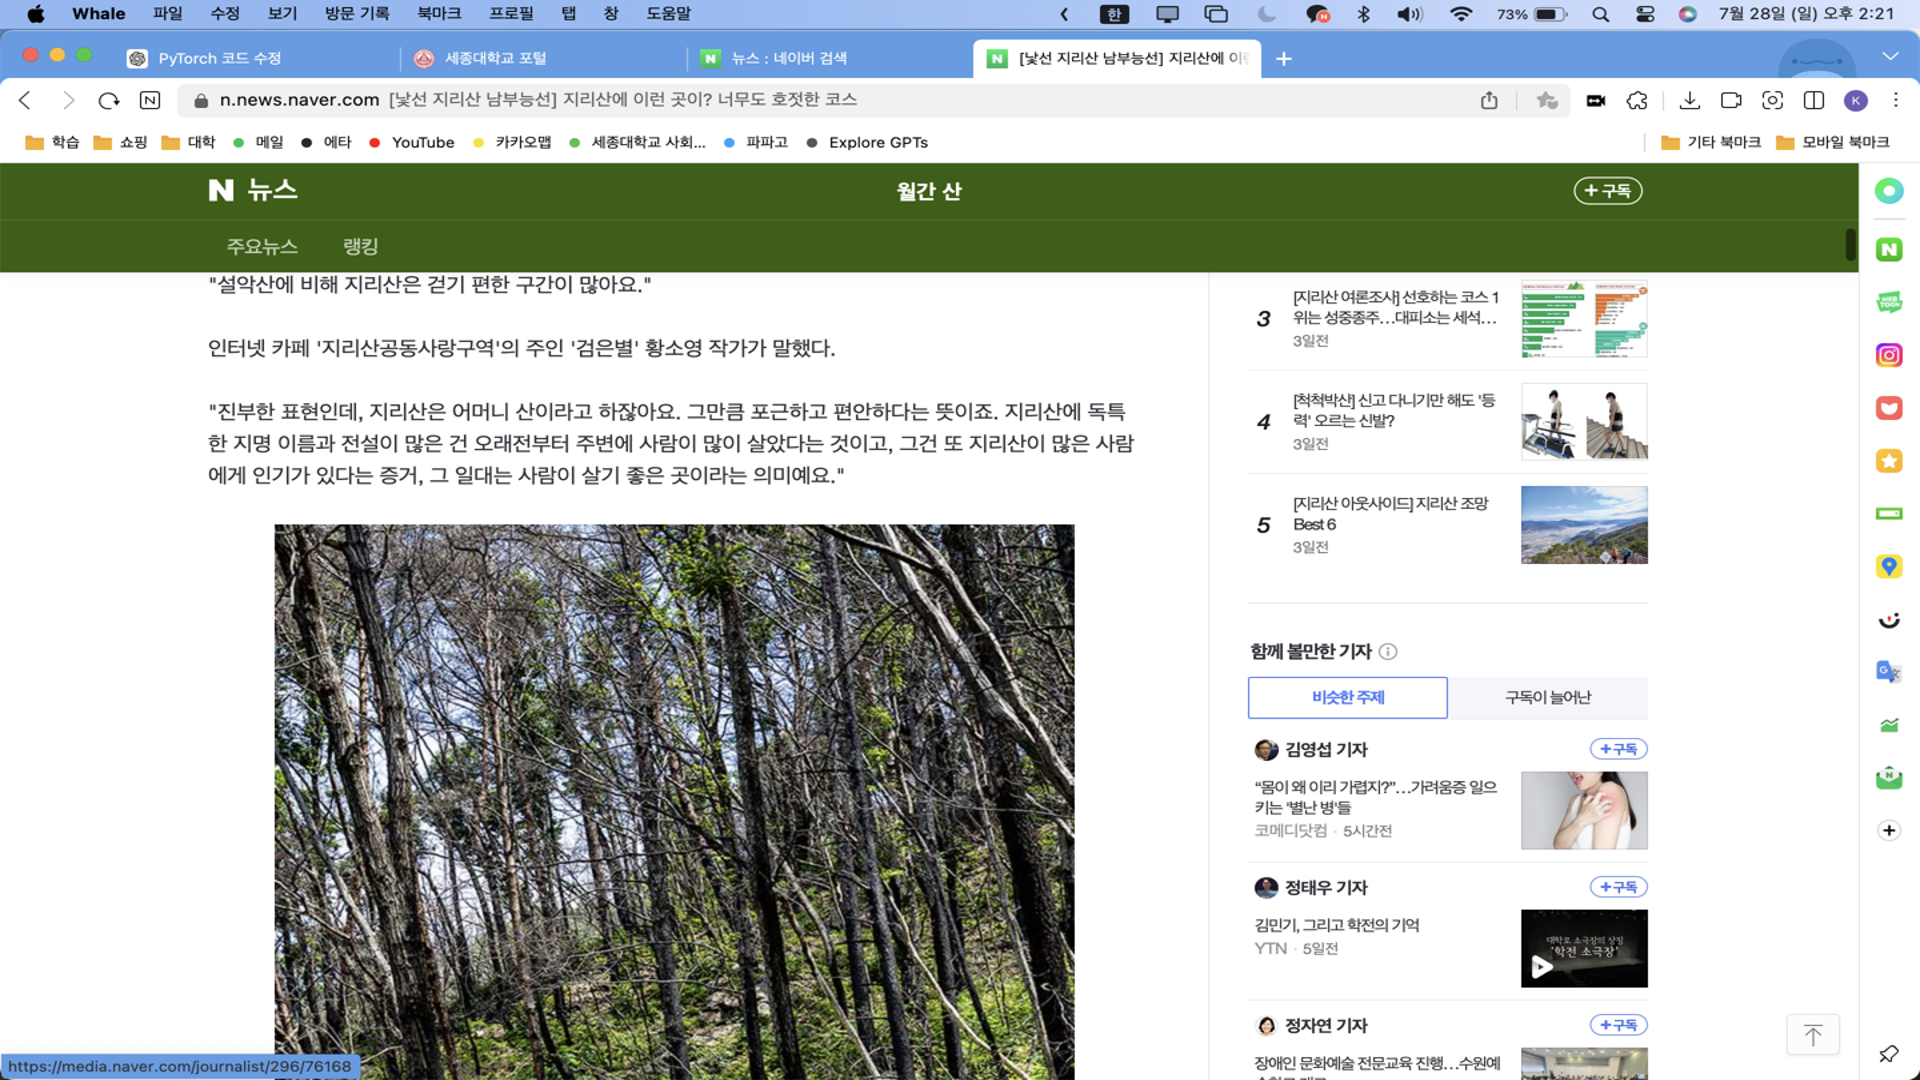 Whale 파일 수정 보기 방문 기록 북마크 프로필 탭 창 도움말 한 73% 7월 28일 (일) 오후 2:21
PyTorch 코드 수정 세종대학교 포털 뉴스 : 네이버 검색 [낯선 지리산 남부능선] 지리산에 이런
n.news.naver.com [낯선 지리산 남부능선] 지리산에 이런 곳이? 너무도 호젓한 코스
학습 쇼핑 대학 메일 에타 YouTube 카카오맵 세종대학교 사회... 파파고 Explore GPTs 기타 북마크 모바일 북마크
N 뉴스 월간 산 +구독
주요뉴스 랭킹
"설악산에 비해 지리산은 걷기 편한 구간이 많아요."
인터넷 카페 '지리산공동사랑구역'의 주인 '검은별' 황소영 작가가 말했다.
"진부한 표현인데, 지리산은 어머니 산이라고 하잖아요. 그만큼 포근하고 편안하다는 뜻이죠. 지리산에 독특
한 지명 이름과 전설이 많은 건 오래전부터 주변에 사람이 많이 살았다는 것이고, 그건 또 지리산이 많은 사람
에게 인기가 있다는 증거, 그 일대는 사람이 살기 좋은 곳이라는 의미예요."
3
[지리산 여론조사] 선호하는 코스 1
위는 성중종주…대피소는 세석…
3일전
4
[척척박산] 신고 다니기만 해도 '등
력' 오르는 신발?
3일전
5
[지리산 아웃사이드] 지리산 조망
Best 6
3일전
함께 볼만한 기자
비슷한 주제 구독이 늘어난
김영섭 기자 +구독
“몸이 왜 이리 가렵지?”…가려움증 일으
키는 '별난 병'들
코메디닷컴 · 5시간전
정태우 기자 +구독
김민기, 그리고 학전의 기억
YTN · 5일전
대학로 소극장의 상징
'학전 소극장'
정자연 기자 +구독
장애인 문화예술 전문교육 진행…수원예
https://media.naver.com/journalist/296/76168